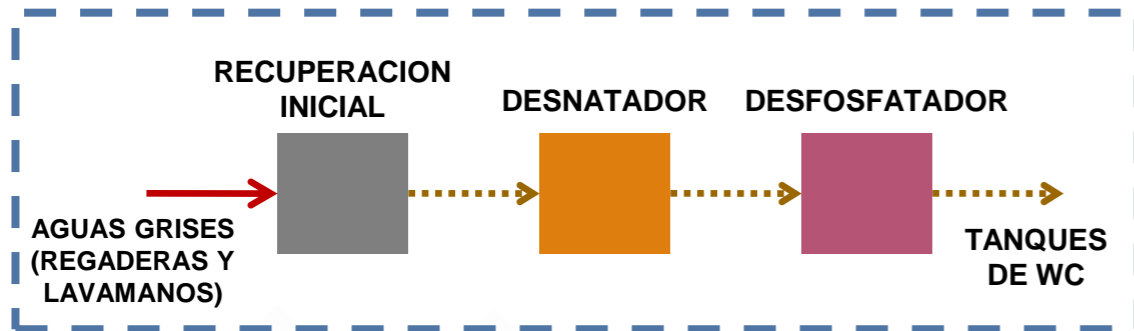 RECUPERACION
INICIAL
DESNATADOR
DESFOSFATADOR
AGUAS GRISES
(REGADERAS Y
LAVAMANOS)
TANQUES
DE WC